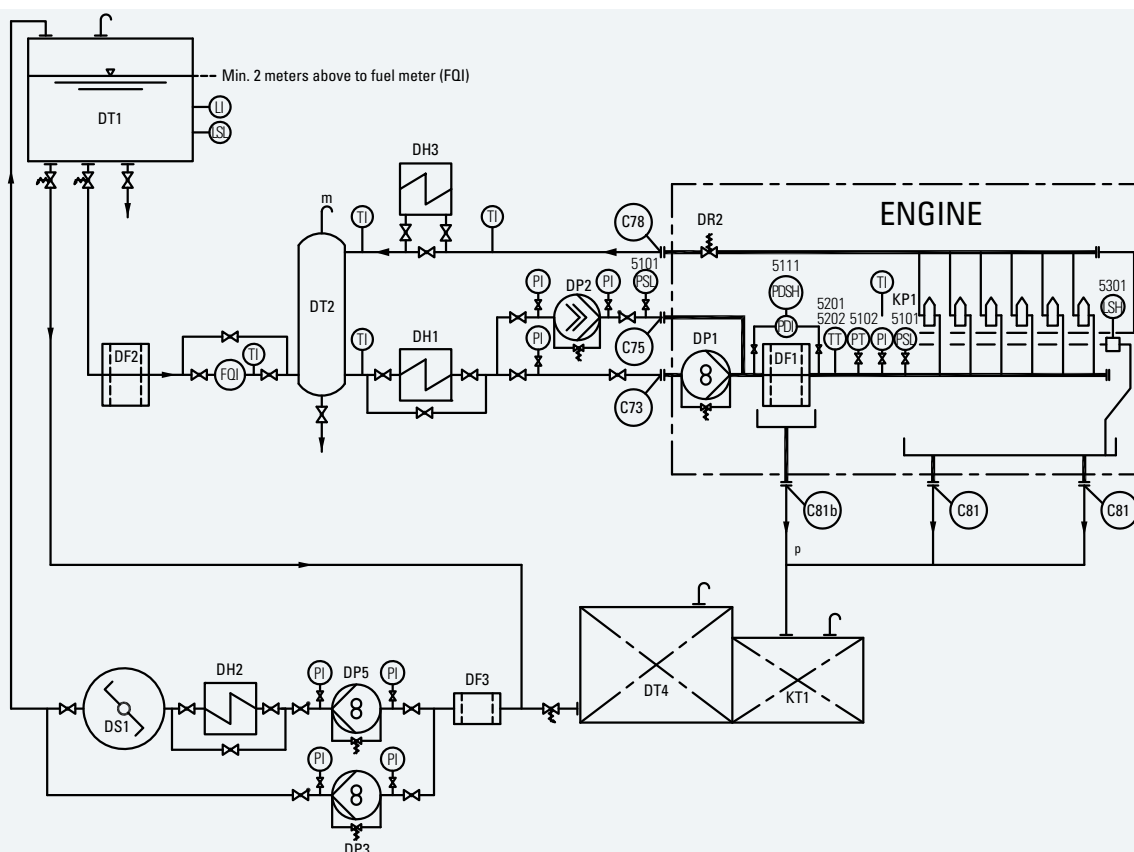 Min. 2 meters above to fuel meter (FQI)
DT1
LI
LSL
DH3
m
TI
TI
C78
DR2
ENGINE
5101
PSL
5111
PDSH
PDI
TI
KP1
5301
LSH
PI
DP2
PI
5201
5202
5102
5101
DT2
DF2
TI
FQI
TI
DH1
PI
C75
DP1
DF1
TT
PT
PI
PSL
C73
C81b
C81
C81
p
DT4
KT1
DS1
DH2
PI
DP5
PI
DF3
PI
PI
DP3